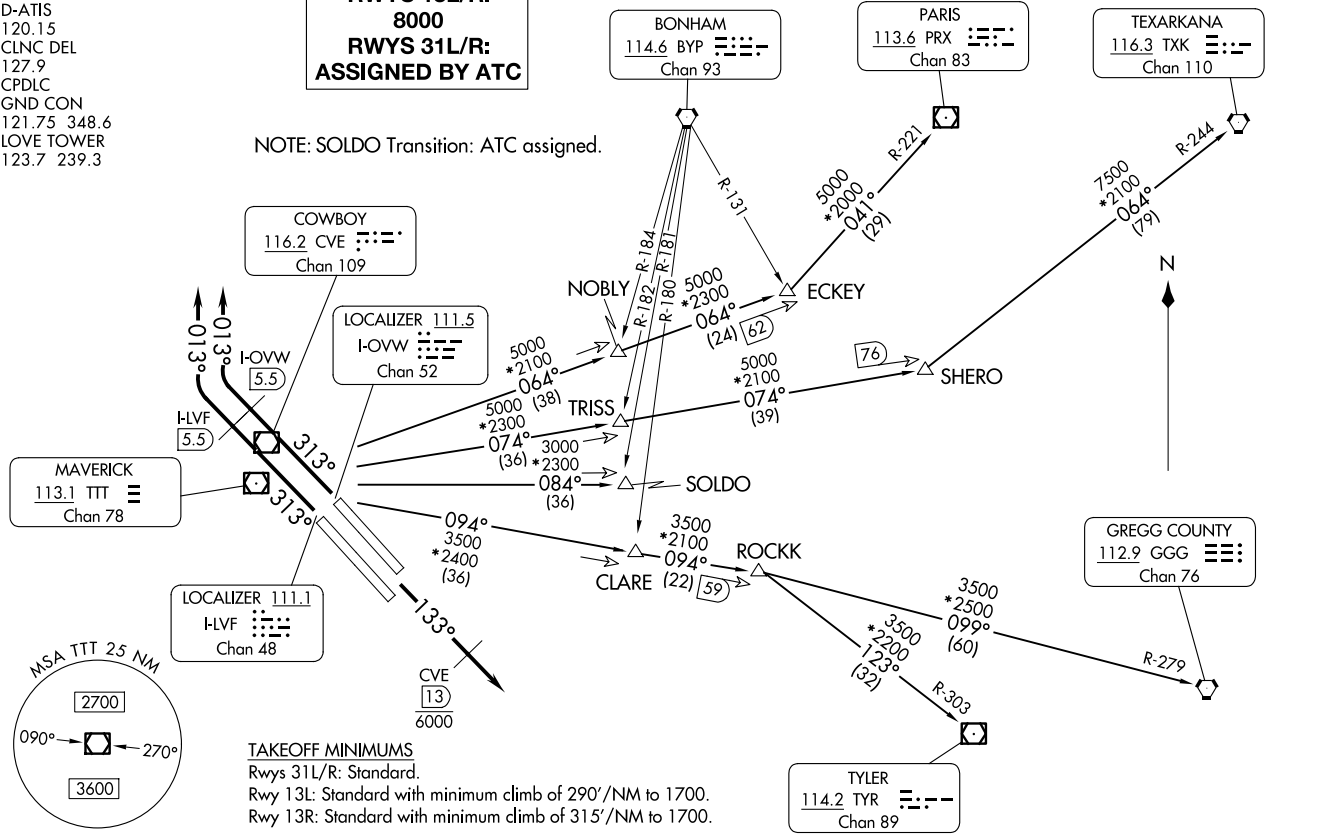 D-ATIS
120.15
CLNC DEL
127.9
CPDLC
GND CON
121.75 348.6
LOVE TOWER
123.7 239.3
8000
RWYS 31L/R:
ASSIGNED BY ATC
NOTE: SOLDO Transition: ATC assigned.
BONHAM
114.6 BYP
Chan 93
PARIS
113.6 PRX
Chan 83
TEXARKANA
116.3 TXK
Chan 110
R-221
R-244
R-131
R-184
R-181
R-182
R-180
5000
*2000
041°
(29)
7500
*2100
064°
(79)
N
COWBOY
116.2 CVE
Chan 109
LOCALIZER 111.5
I-OVW
Chan 52
NOBLY
ECKEY
5000
*2300
064°
(24)
62
5000
*2100
064°
(38)
76
SHERO
5000
*2100
074°
(39)
TRISS
5000
*2300
074°
(36)
3000
*2300
084°
(36)
SOLDO
013°
013°
I-OVW
5.5
I-LVF
5.5
313°
313°
MAVERICK
113.1 TTT
Chan 78
094°
3500
*2400
(36)
CLARE
3500
*2100
094°
(22)
59
ROCKK
GREGG COUNTY
112.9 GGG
Chan 76
3500
*2500
099°
(60)
R-279
3500
*2200
123°
(32)
R-303
LOCALIZER 111.1
I-LVF
Chan 48
133°
CVE
13
6000
MSA TTT 25 NM
2700
090°
270°
3600
TAKEOFF MINIMUMS
Rwys 31L/R: Standard.
Rwy 13L: Standard with minimum climb of 290'/NM to 1700.
Rwy 13R: Standard with minimum climb of 315'/NM to 1700.
TYLER
114.2 TYR
Chan 89